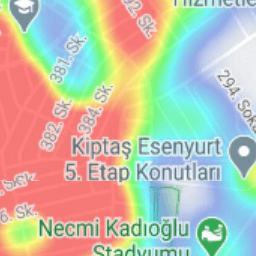 Hizmetle
381. Sk.
382. Sk.
384. Sk.
294. Soka
Kiptaş Esenyurt
5. Etap Konutları
Sk.
6. Sk.
Necmi Kadıoğlu
Stadyumu